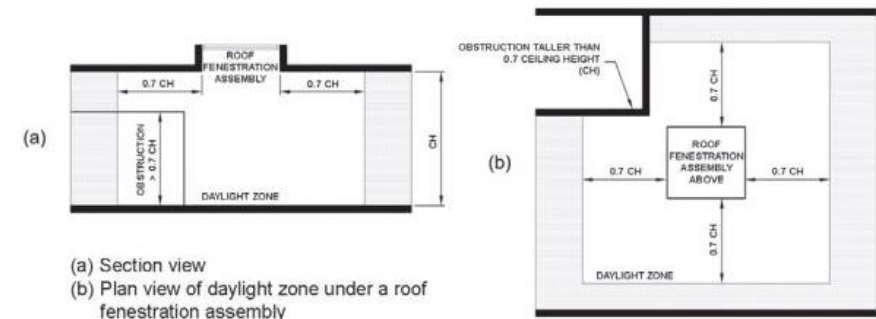 ROOF
FENESTRATION
ASSEMBLY
0.7 CH
0.7 CH
(a)
OBSTRUCTION
> 0.7 CH
CH
DAYLIGHT ZONE
(a) Section view
(b) Plan view of daylight zone under a roof
fenestration assembly
OBSTRUCTION TALLER THAN
0.7 CEILING HEIGHT
(CH)
0.7 CH
(b)
ROOF
FENESTRATION
ASSEMBLY
ABOVE
0.7 CH
0.7 CH
0.7 CH
DAYLIGHT ZONE